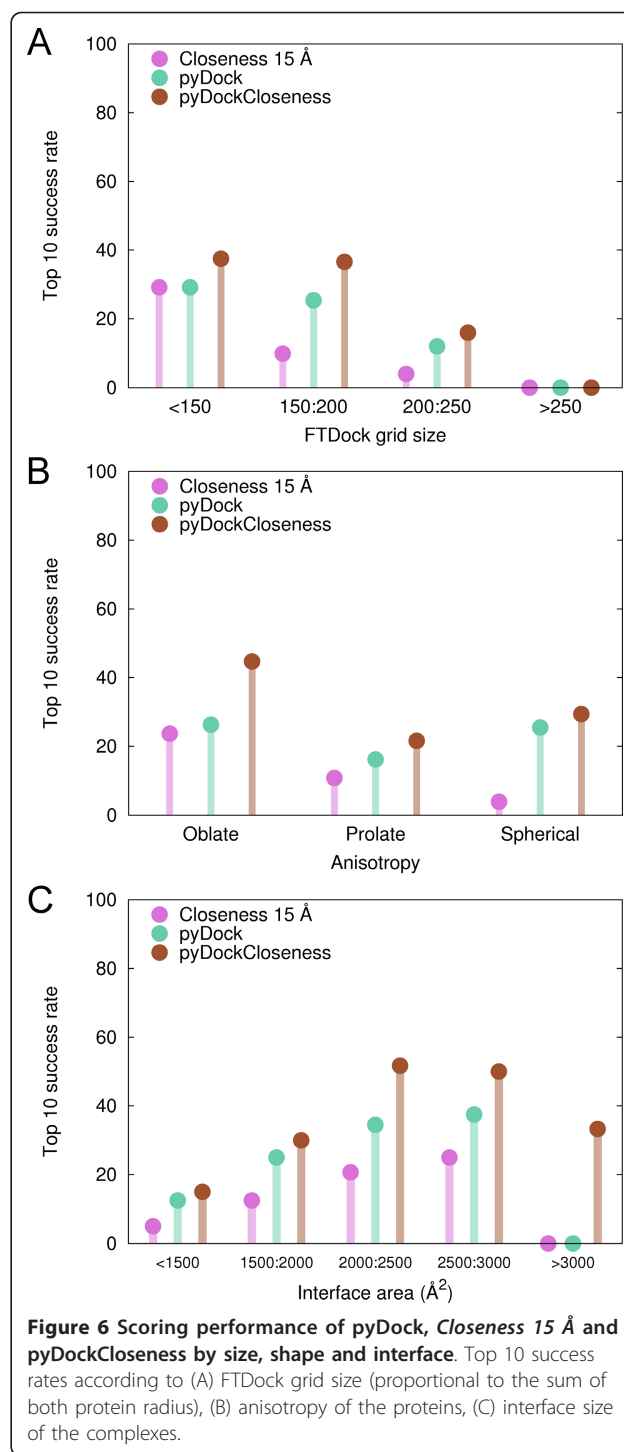 A
100
80
60
40
20
0
Top 10 success rate
Closeness 15 Å
pyDock
pyDockCloseness
<150 150:200 200:250 >250
FTDock grid size
B
100
80
60
40
20
0
Top 10 success rate
Closeness 15 Å
pyDock
pyDockCloseness
Oblate Prolate Spherical
Anisotropy
C
100
80
60
40
20
0
Top 10 success rate
Closeness 15 Å
pyDock
pyDockCloseness
<1500 1500:2000 2000:2500 2500:3000 >3000
Interface area (Å²)
Figure 6 Scoring performance of pyDock, Closeness 15 Å and
pyDockCloseness by size, shape and interface. Top 10 success
rates according to (A) FTDock grid size (proportional to the sum of
both protein radius), (B) anisotropy of the proteins, (C) interface size
of the complexes.